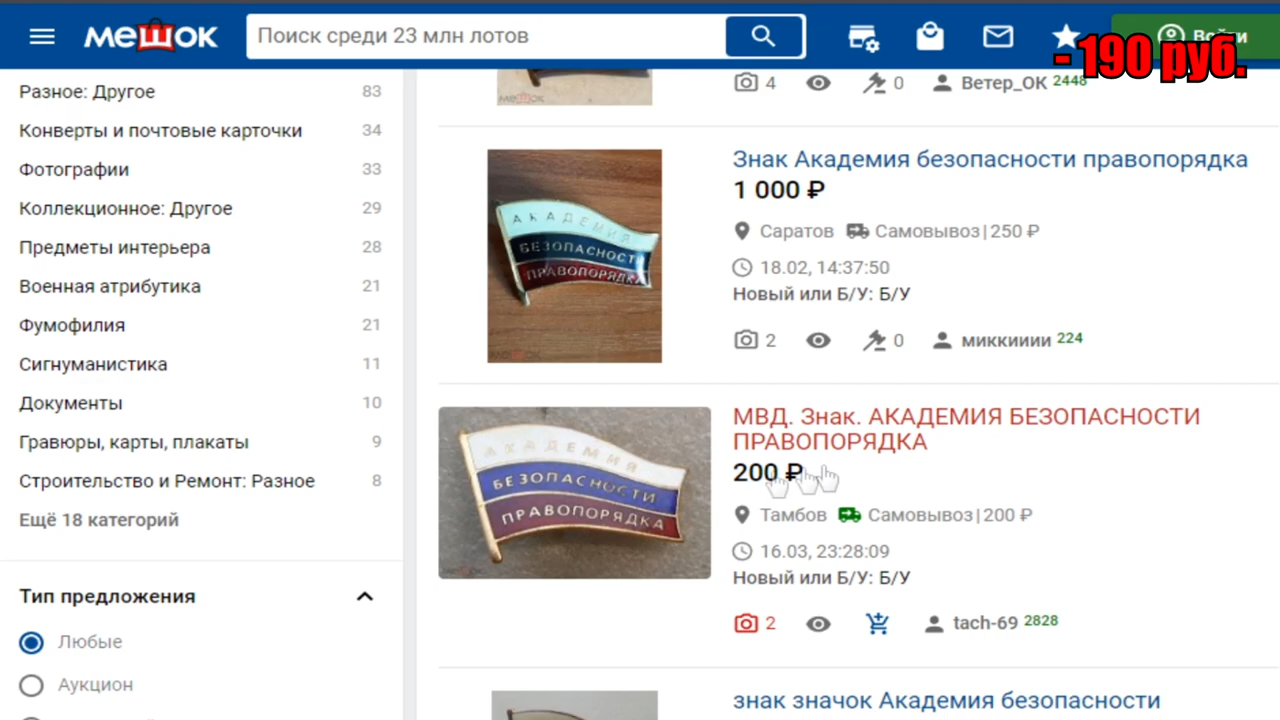 мешок
Поиск среди 23 млн лотов
Войти
- 190 руб.
Разное: Другое 83
Конверты и почтовые карточки 34
Фотографии 33
Коллекционное: Другое 29
Предметы интерьера 28
Военная атрибутика 21
Фумофилия 21
Сигнуманистика 11
Документы 10
Гравюры, карты, плакаты 9
Строительство и Ремонт: Разное 8
Ещё 18 категорий
Тип предложения
Любые
Аукцион
мешок
4 0 Ветер_ОК 2448
АКАДЕМИЯ
БЕЗОПАСНОСТИ
ПРАВОПОРЯДКА
мешок
Знак Академия безопасности правопорядка
1 000 ₽
Саратов Самовывоз|250 ₽
18.02, 14:37:50
Новый или Б/У: Б/У
2 0 миккииии 224
АКАДЕМИЯ
БЕЗОПАСНОСТИ
ПРАВОПОРЯДКА
мешок
МВД. Знак. АКАДЕМИЯ БЕЗОПАСНОСТИ
ПРАВОПОРЯДКА
200 ₽
Тамбов Самовывоз|200 ₽
16.03, 23:28:09
Новый или Б/У: Б/У
2 tach-69 2828
знак значок Академия безопасности